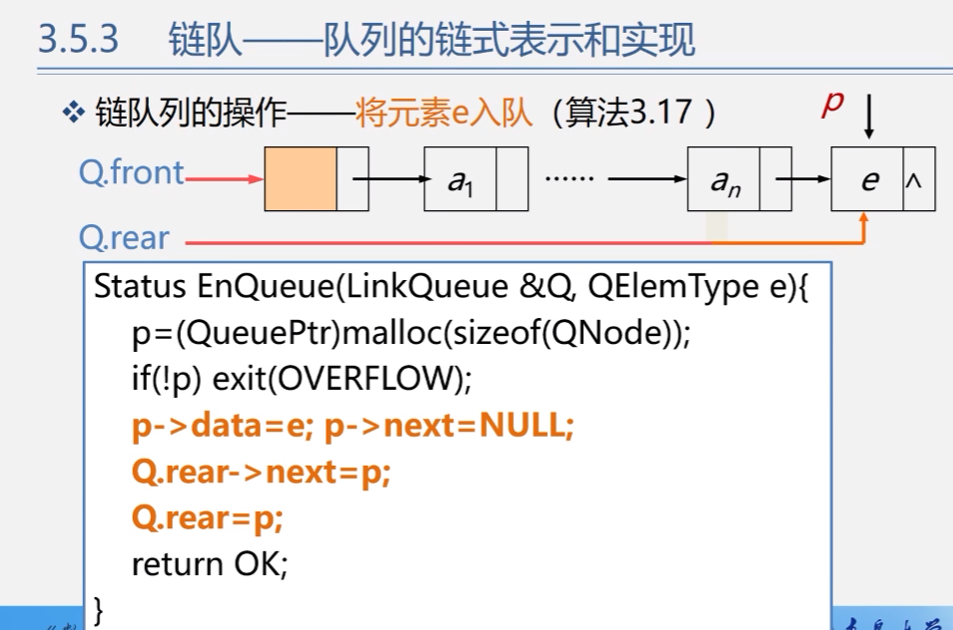 3.5.3 链队——队列的链式表示和实现
❖ 链队列的操作——将元素e入队（算法3.17 ）
p
Q.front a1 …… an e ∧
Q.rear
Status EnQueue(LinkQueue &Q, QElemType e){
p=(QueuePtr)malloc(sizeof(QNode));
if(!p) exit(OVERFLOW);
p->data=e; p->next=NULL;
Q.rear->next=p;
Q.rear=p;
return OK;
}